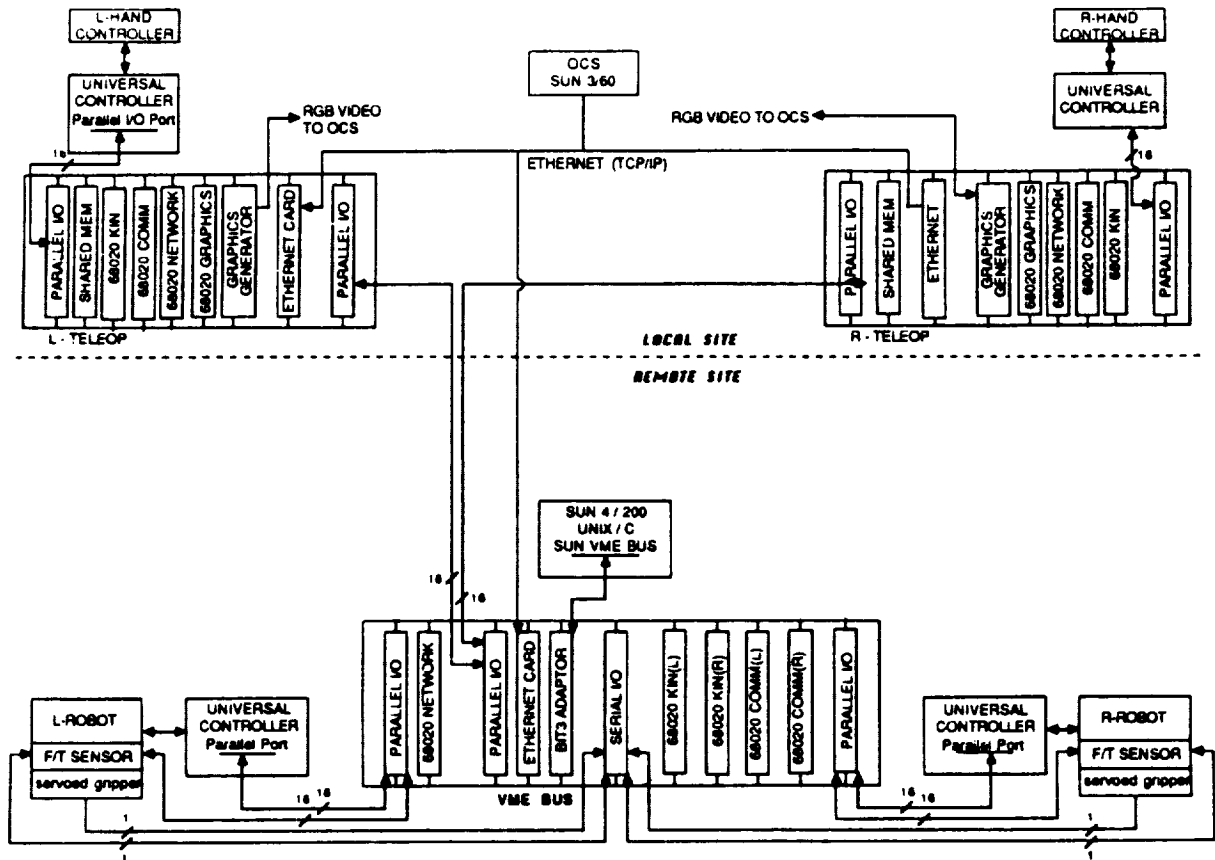 L-HAND
CONTROLLER
R-HAND
CONTROLLER
OCS
SUN 3/60
UNIVERSAL
CONTROLLER
Parallel I/O Port
UNIVERSAL
CONTROLLER
RGB VIDEO
TO OCS
RGB VIDEO TO OCS
16
16
ETHERNET (TCP/IP)
PARALLEL I/O
SHARED MEM
68020 KIN
68020 COMM
68020 NETWORK
68020 GRAPHICS
GRAPHICS
GENERATOR
ETHERNET CARD
PARALLEL I/O
PARALLEL I/O
SHARED MEM
ETHERNET
GRAPHICS
GENERATOR
68020 GRAPHICS
68020 NETWORK
68020 COMM
68020 KIN
PARALLEL I/O
L - TELEOP
LOCAL SITE
R - TELEOP
REMOTE SITE
SUN 4 / 200
UNIX / C
SUN VME BUS
16
16
PARALLEL I/O
68020 NETWORK
PARALLEL I/O
ETHERNET CARD
BIT3 ADAPTOR
SERIAL I/O
68020 KIN(L)
68020 KIN(R)
68020 COMM(L)
68020 COMM(R)
PARALLEL I/O
L-ROBOT
F/T SENSOR
servoed gripper
UNIVERSAL
CONTROLLER
Parallel Port
UNIVERSAL
CONTROLLER
Parallel Port
R-ROBOT
F/T SENSOR
servoed gripper
VME BUS
16
16
16
16
1
1
1
1